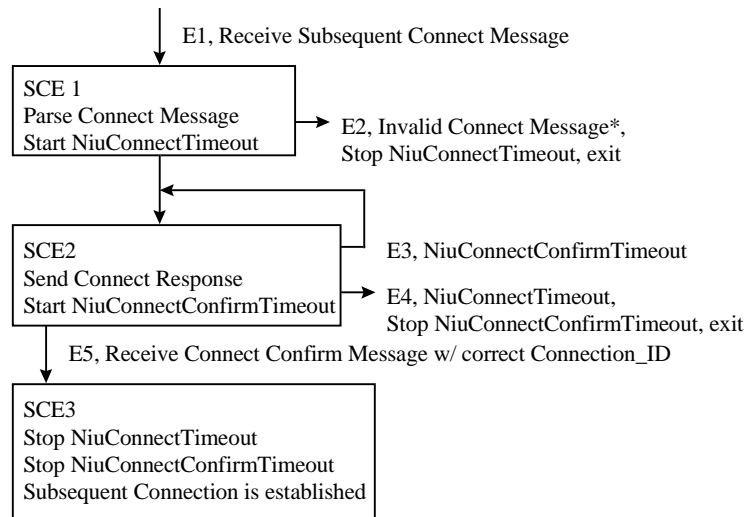 E1, Receive Subsequent Connect Message
SCE 1
Parse Connect Message
Start NiuConnectTimeout
E2, Invalid Connect Message*,
Stop NiuConnectTimeout, exit
SCE2
Send Connect Response
Start NiuConnectConfirmTimeout
E3, NiuConnectConfirmTimeout
E4, NiuConnectTimeout,
Stop NiuConnectConfirmTimeout, exit
E5, Receive Connect Confirm Message w/ correct Connection_ID
SCE3
Stop NiuConnectTimeout
Stop NiuConnectConfirmTimeout
Subsequent Connection is established